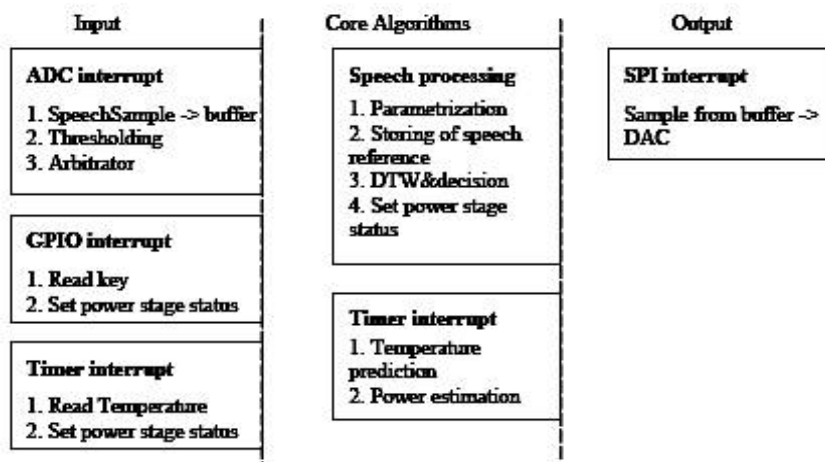 Input
ADC interrupt
1. SpeechSample -> buffer
2. Thresholding
3. Arbitrator
GPIO interrupt
1. Read key
2. Set power stage status
Timer interrupt
1. Read Temperature
2. Set power stage status
Core Algorithms
Speech processing
1. Parametrization
2. Storing of speech
reference
3. DTW&decision
4. Set power stage
status
Timer interrupt
1. Temperature
prediction
2. Power estimation
Output
SPI interrupt
Sample from buffer ->
DAC